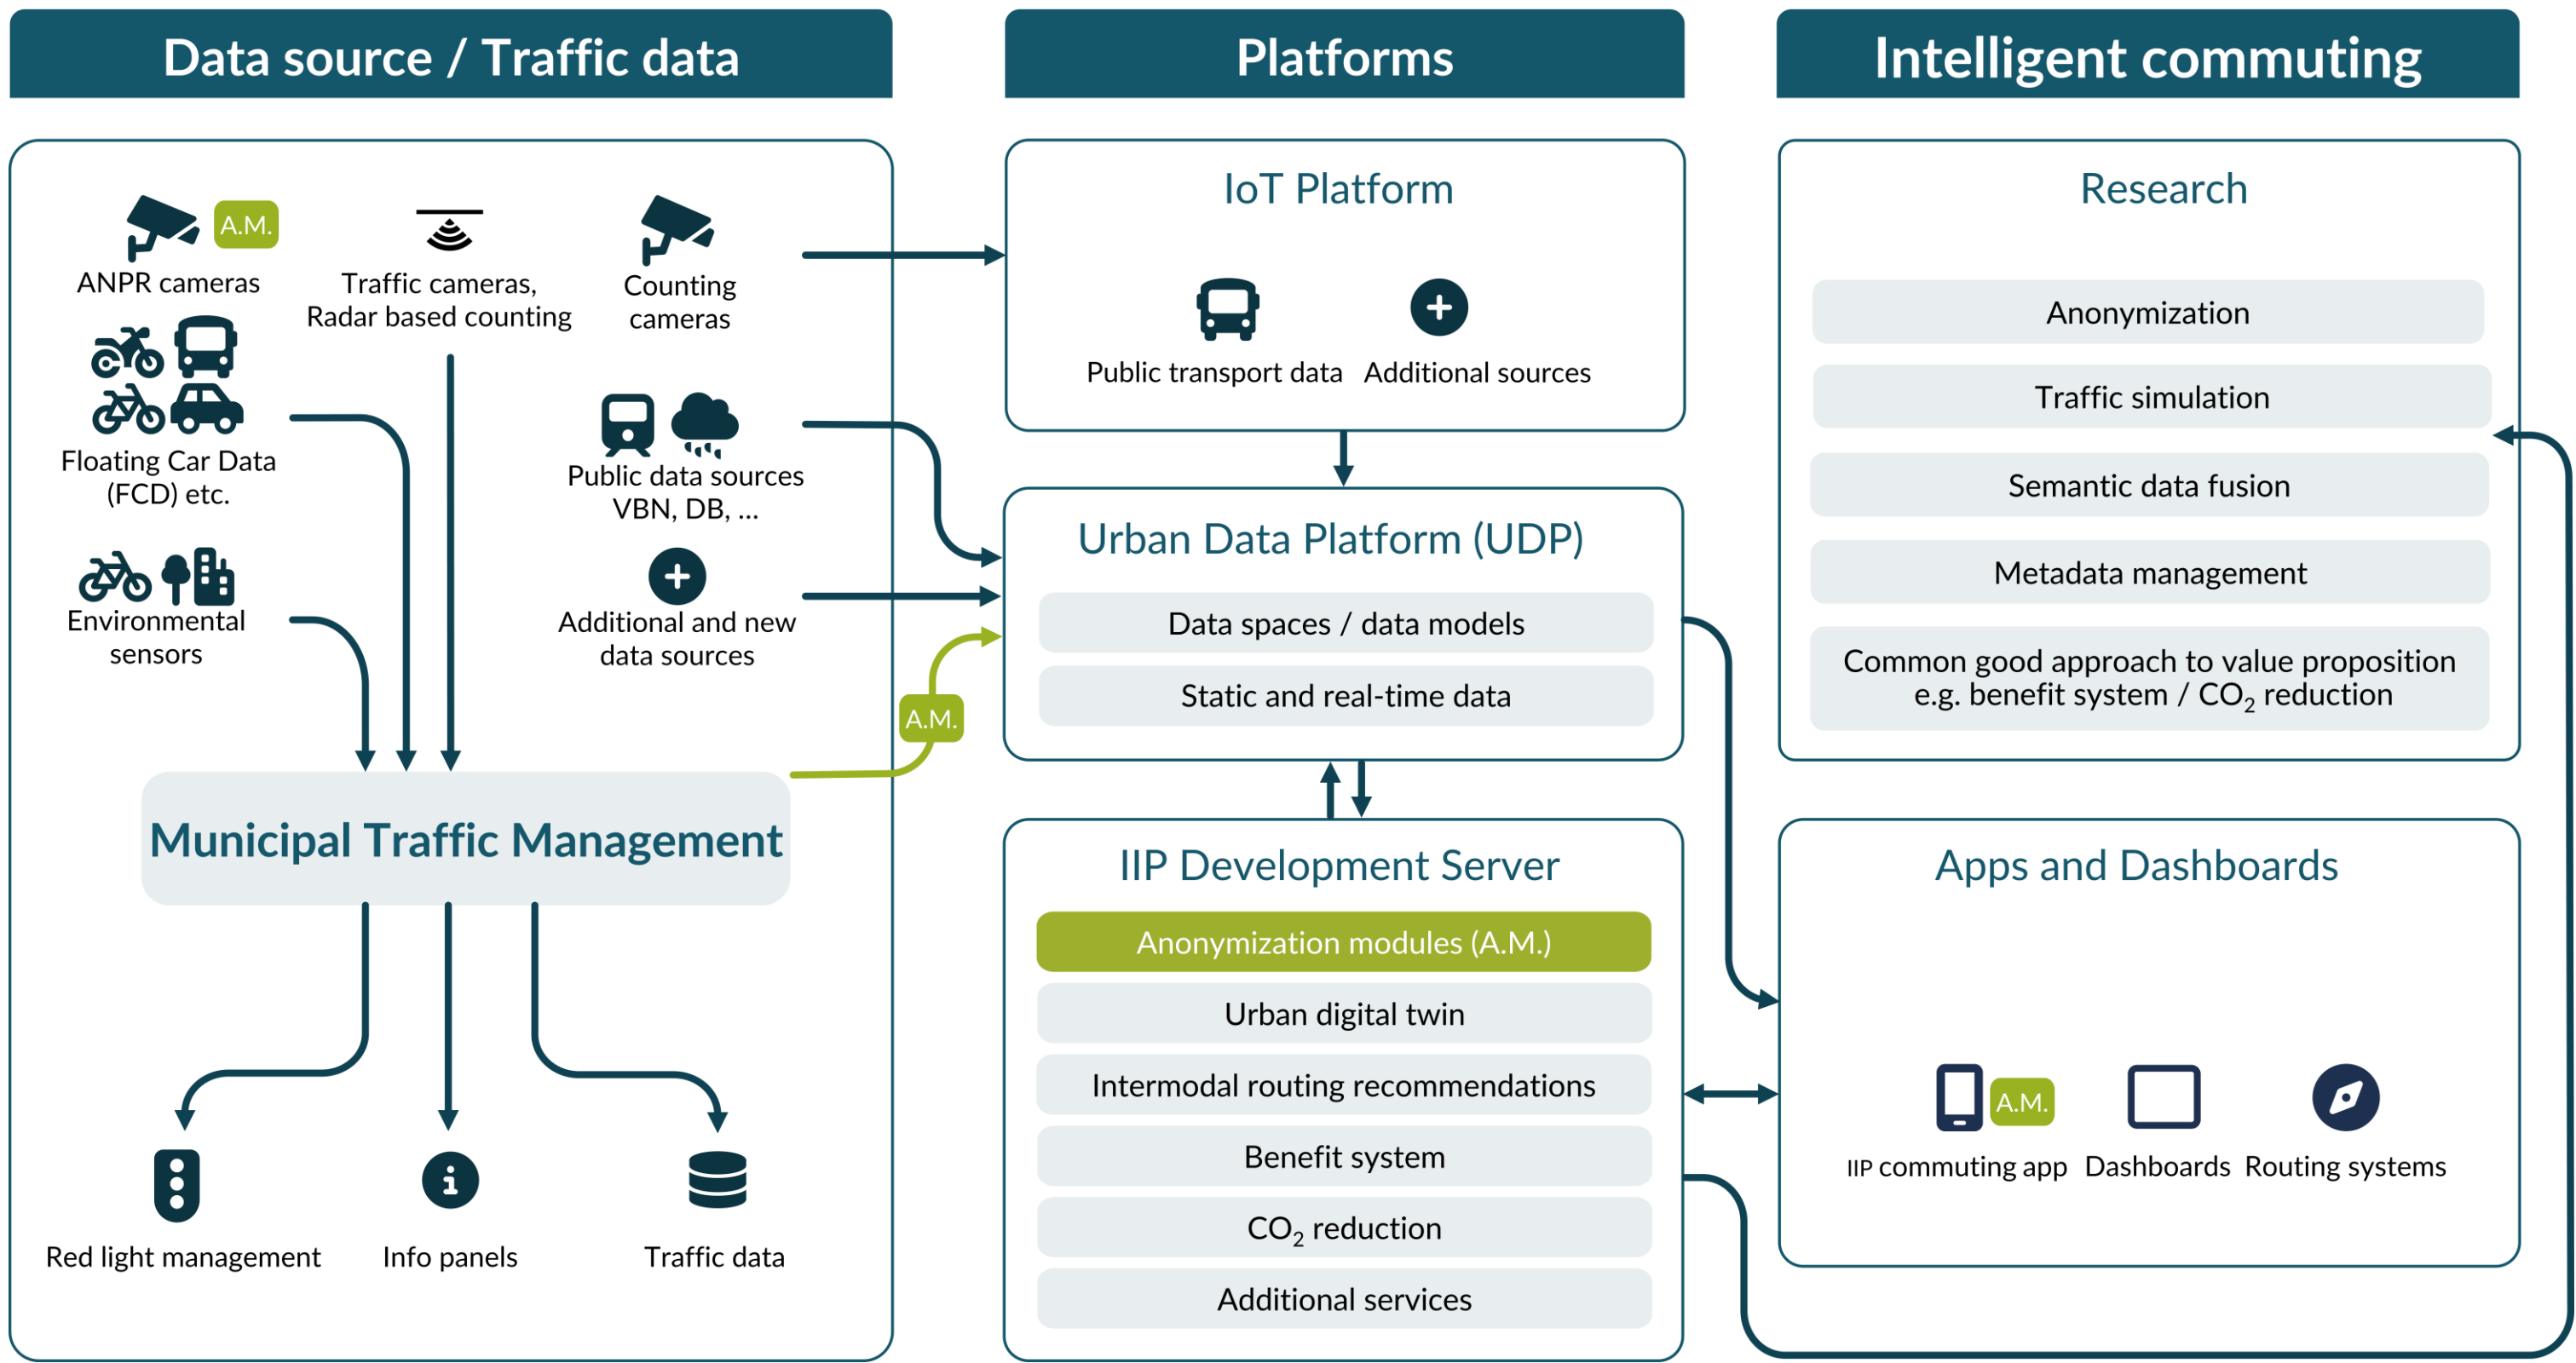 Data source / Traffic data
A.M.
ANPR cameras
Traffic cameras,
Radar based counting
Counting
cameras
Floating Car Data
(FCD) etc.
Public data sources
VBN, DB, ...
Environmental
sensors
Additional and new
data sources
A.M.
Municipal Traffic Management
Red light management
Info panels
Traffic data
Platforms
IoT Platform
Public transport data
Additional sources
Urban Data Platform (UDP)
Data spaces / data models
Static and real-time data
IIP Development Server
Anonymization modules (A.M.)
Urban digital twin
Intermodal routing recommendations
Benefit system
CO₂ reduction
Additional services
Intelligent commuting
Research
Anonymization
Traffic simulation
Semantic data fusion
Metadata management
Common good approach to value proposition
e.g. benefit system / CO₂ reduction
Apps and Dashboards
A.M.
IIP commuting app
Dashboards
Routing systems